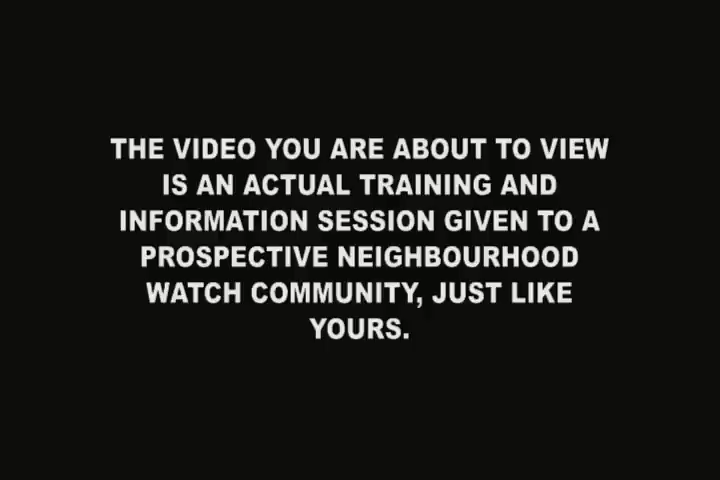 THE VIDEO YOU ARE ABOUT TO VIEW
IS AN ACTUAL TRAINING AND
INFORMATION SESSION GIVEN TO A
PROSPECTIVE NEIGHBOURHOOD
WATCH COMMUNITY, JUST LIKE
YOURS.